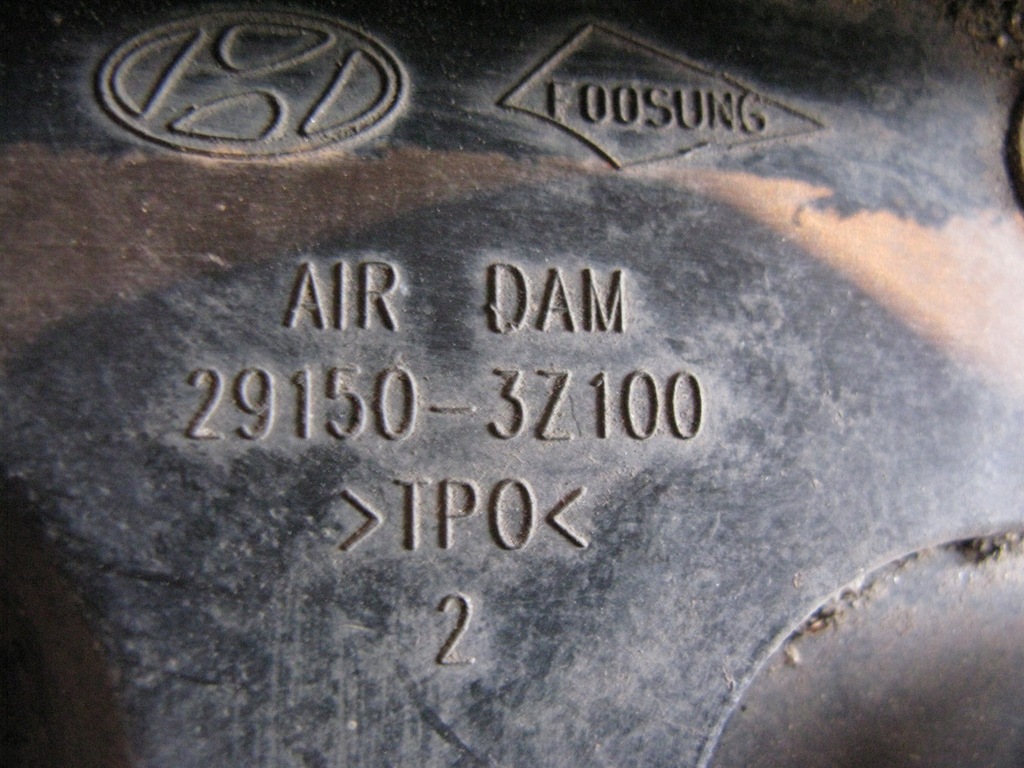 FOOSUNG
AIR DAM
29150-3Z100
>TPO<
2